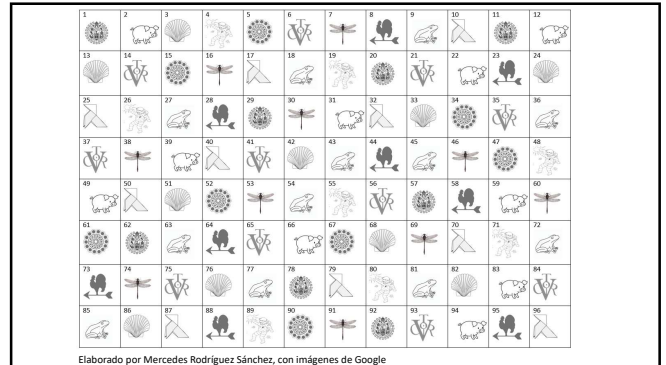 1 2 3 4 5 6 7 8 9 10 11 12
13 14 15 16 17 18 19 20 21 22 23 24
25 26 27 28 29 30 31 32 33 34 35 36
37 38 39 40 41 42 43 44 45 46 47 48
49 50 51 52 53 54 55 56 57 58 59 60
61 62 63 64 65 66 67 68 69 70 71 72
73 74 75 76 77 78 79 80 81 82 83 84
85 86 87 88 89 90 91 92 93 94 95 96
Elaborado por Mercedes Rodríguez Sánchez, con imágenes de Google